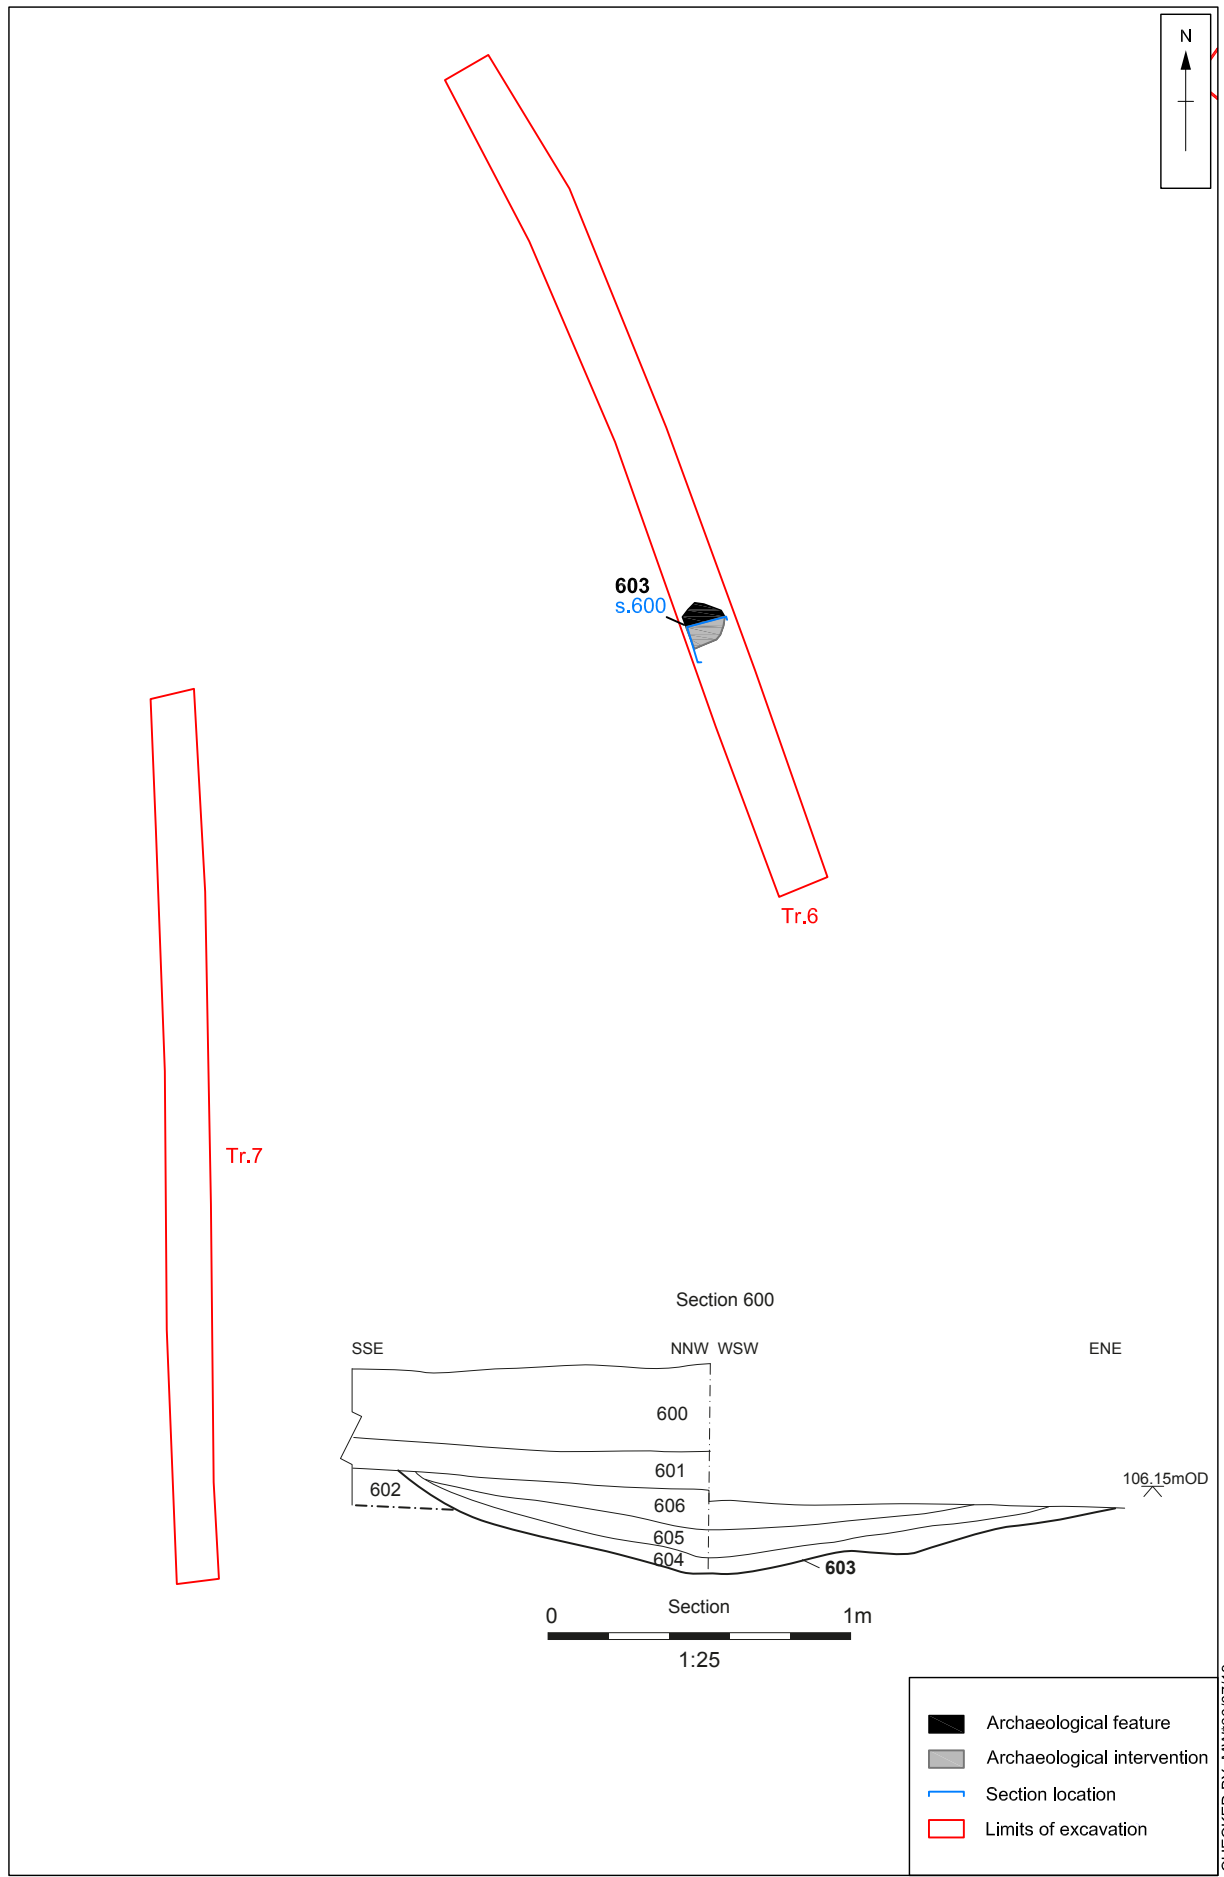 N
603
s.600
Tr.6
Tr.7
Section 600
SSE
NNW WSW
ENE
600
601
602
606
605
604
603
106.15mOD
Section
0
1m
1:25
Archaeological feature
Archaeological intervention
Section location
Limits of excavation